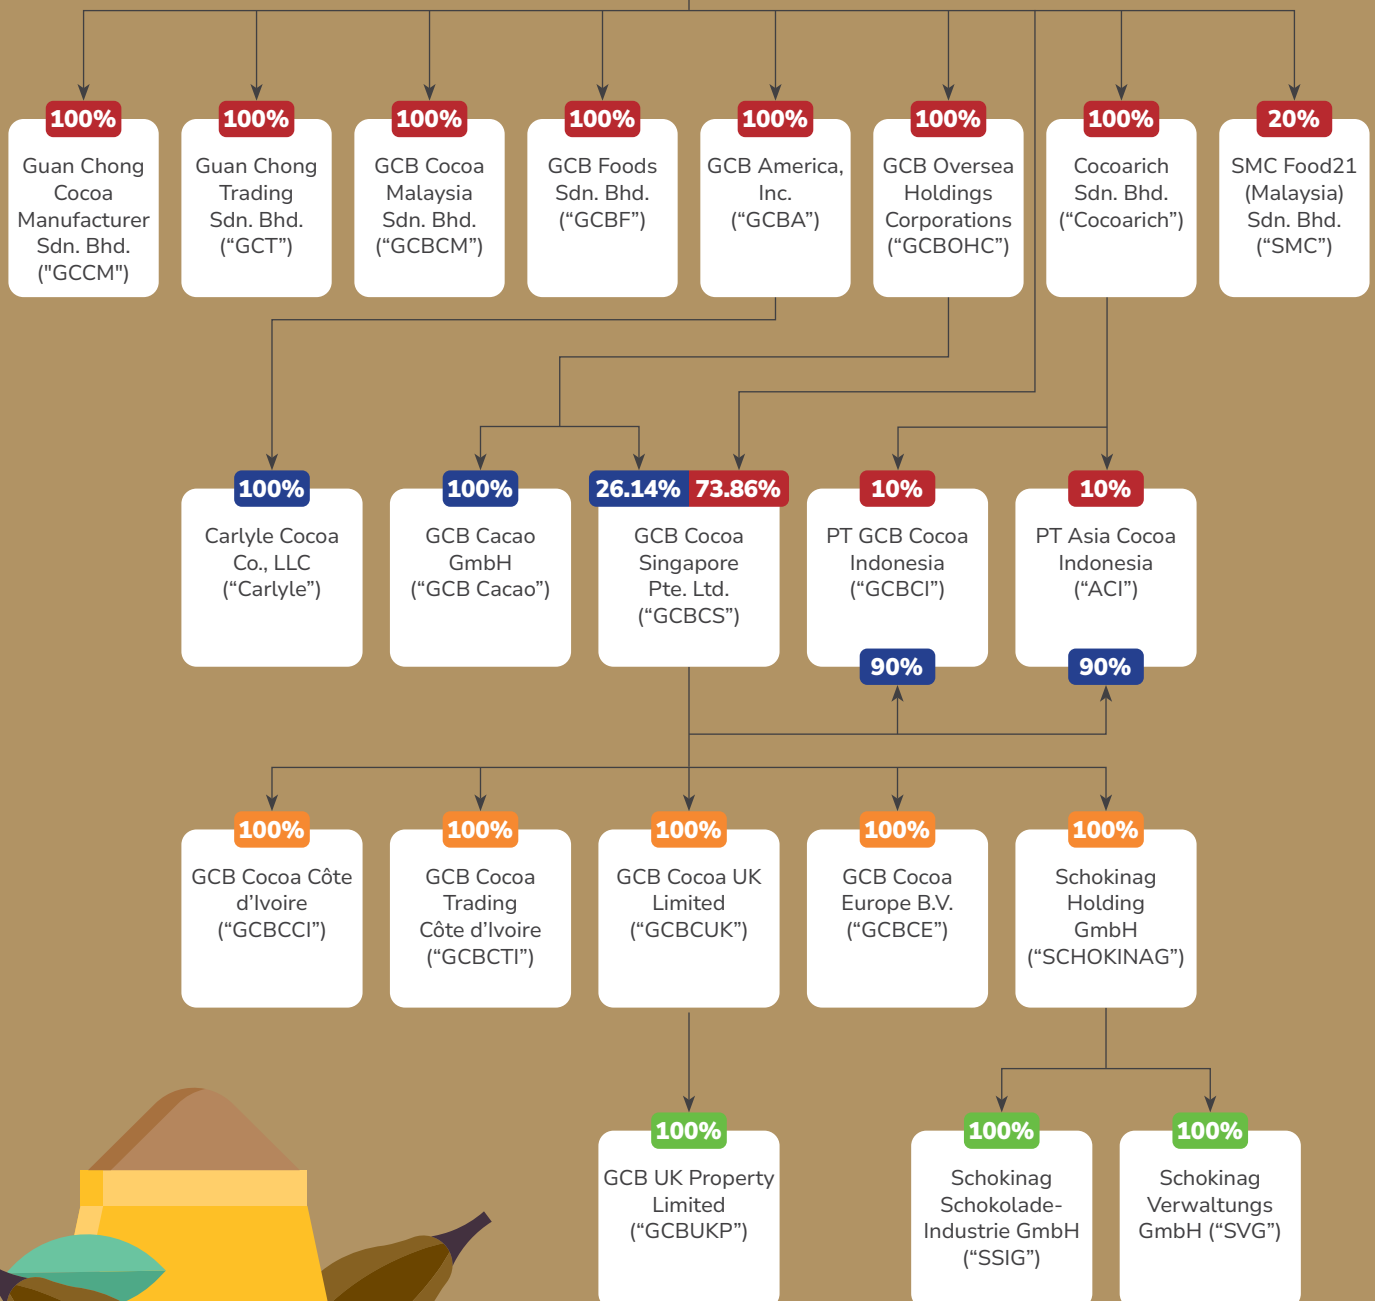 100%
Guan Chong
Cocoa
Manufacturer
Sdn. Bhd.
("GCCM")
100%
Guan Chong
Trading
Sdn. Bhd.
(“GCT”)
100%
GCB Cocoa
Malaysia
Sdn. Bhd.
(“GCBCM”)
100%
GCB Foods
Sdn. Bhd.
(“GCBF”)
100%
GCB America,
Inc.
(“GCBA”)
100%
GCB Oversea
Holdings
Corporations
(“GCBOHC”)
100%
Cocoarich
Sdn. Bhd.
(“Cocoarich”)
20%
SMC Food21
(Malaysia)
Sdn. Bhd.
(“SMC”)
100%
Carlyle Cocoa
Co., LLC
(“Carlyle”)
100%
GCB Cacao
GmbH
(“GCB Cacao”)
26.14% 73.86%
GCB Cocoa
Singapore
Pte. Ltd.
(“GCBCS”)
10%
PT GCB Cocoa
Indonesia
(“GCBCI”)
90%
10%
PT Asia Cocoa
Indonesia
(“ACI”)
90%
100%
GCB Cocoa Côte
d’Ivoire
(“GCBCCI”)
100%
GCB Cocoa
Trading
Côte d’Ivoire
(“GCBCTI”)
100%
GCB Cocoa UK
Limited
(“GCBCUK”)
100%
GCB Cocoa
Europe B.V.
(“GCBCE”)
100%
Schokinag
Holding
GmbH
(“SCHOKINAG”)
100%
GCB UK Property
Limited
(“GCBUKP”)
100%
Schokinag
Schokolade-
Industrie GmbH
(“SSIG”)
100%
Schokinag
Verwaltungs
GmbH (“SVG”)